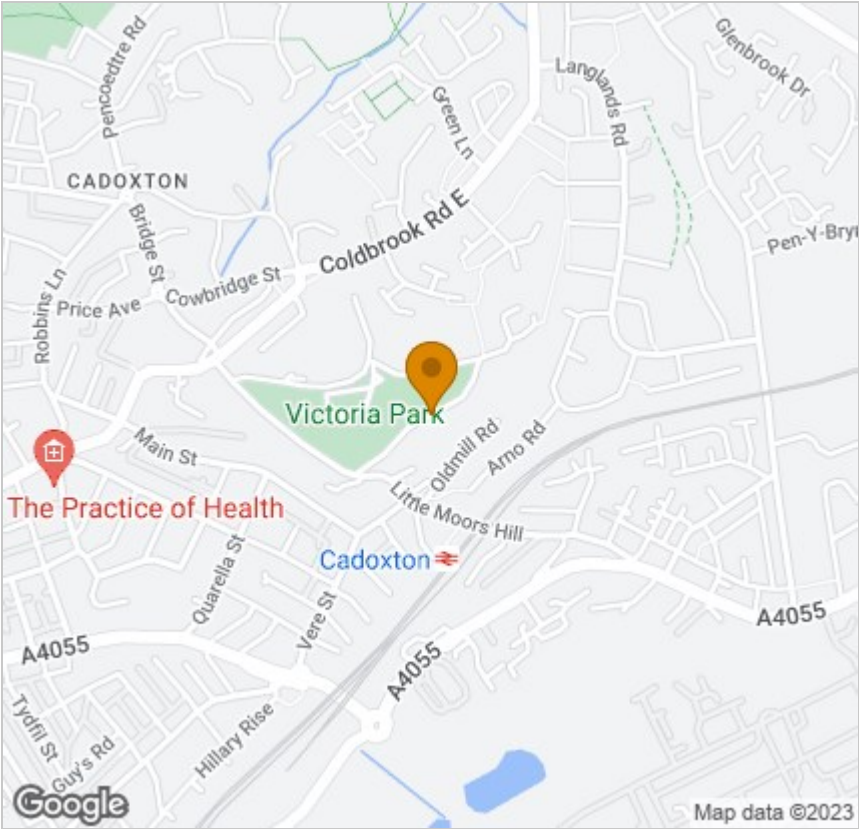 Pencoedtre Rd
Glenbrook Dr
Langlands Rd
Green Ln
CADOXTON
Bridge St
Coldbrook Rd E
Pen-Y-Bryn
Cowbridge St
Price Ave
Robbins Ln
Victoria Park
Main St
Oldmill Rd
Arno Rd
The Practice of Health
Little Moors Hill
Cadoxton
Quarella St
Vere St
A4055
A4055
A4055
Tydfil St
Guy's Rd
Hillary Rise
Google
Map data ©2023